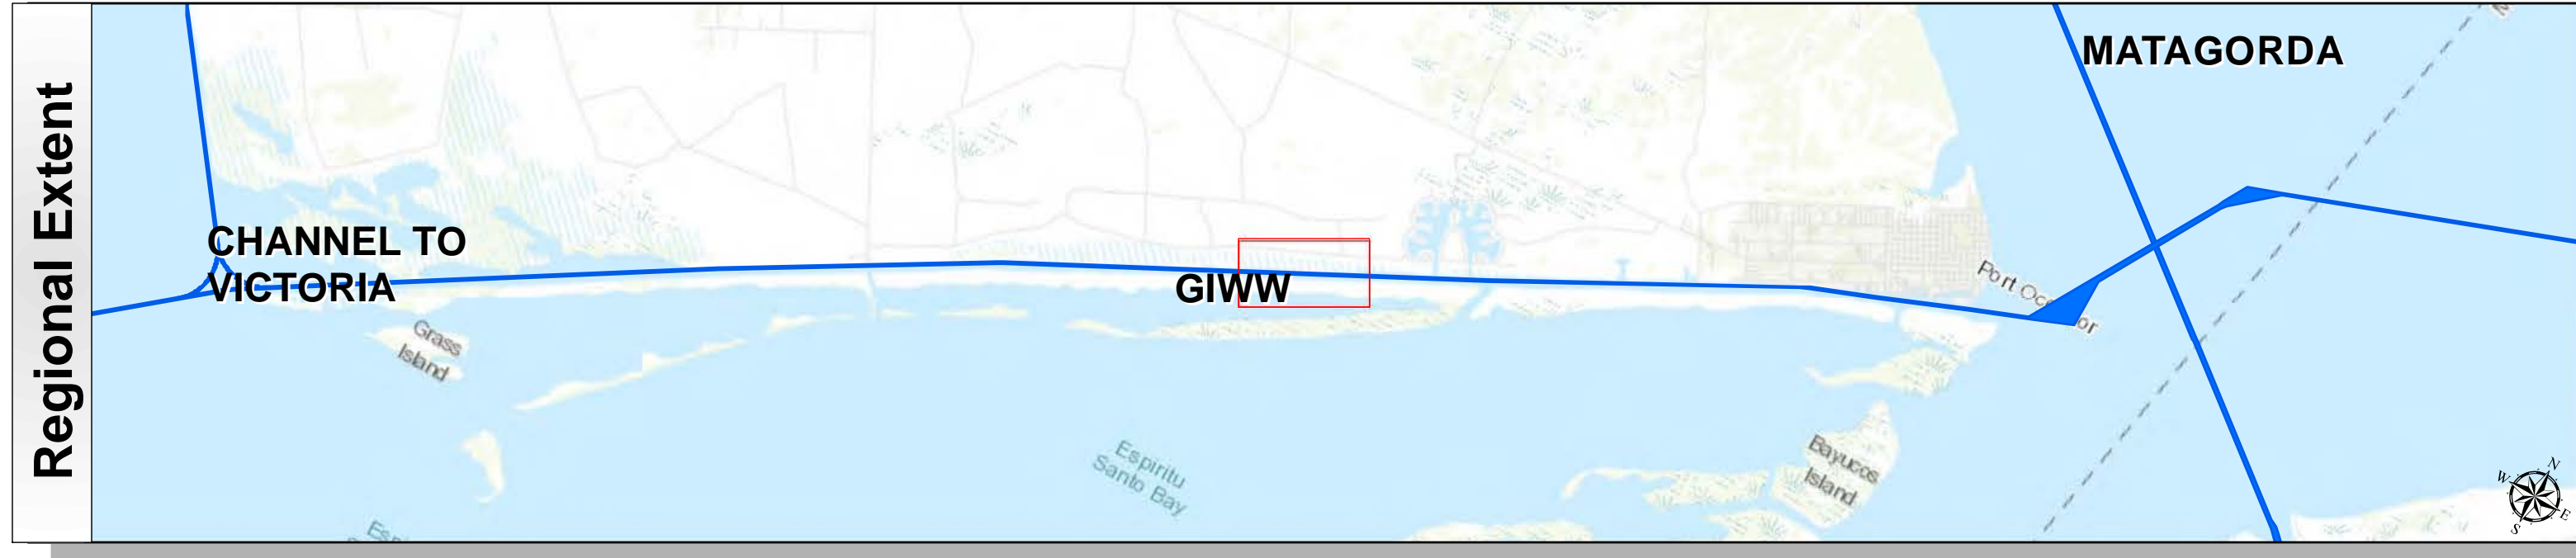 Regional Extent
MATAGORDA
CHANNEL TO
VICTORIA
GIWW
Grass
Island
Espiritu
Santo Bay
Bayucos
Island
N
W
E
S